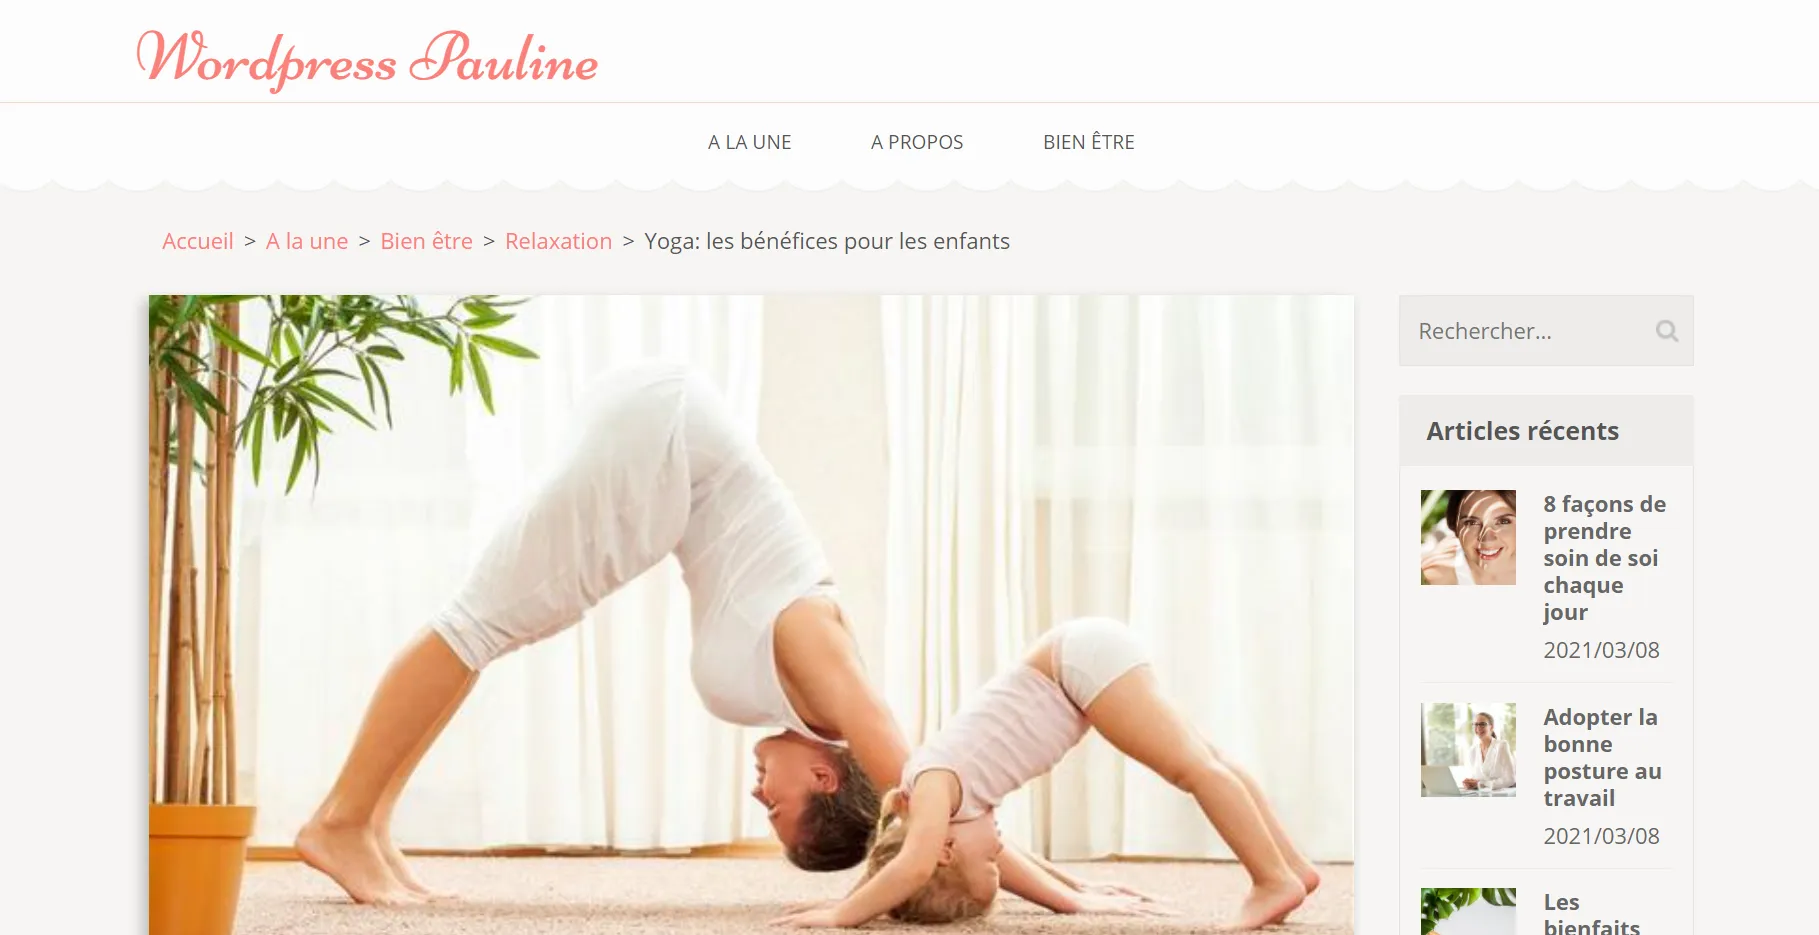 Wordpress Pauline
A LA UNE A PROPOS BIEN ÊTRE
Accueil > A la une > Bien être > Relaxation > Yoga: les bénéfices pour les enfants
Rechercher...
Articles récents
8 façons de
prendre
soin de soi
chaque
jour
2021/03/08
Adopter la
bonne
posture au
travail
2021/03/08
Les
bienfaits